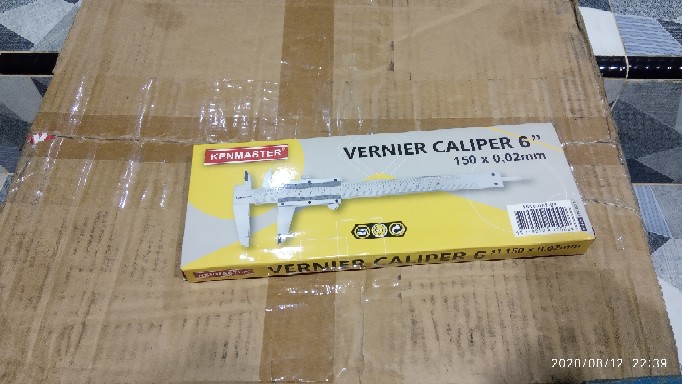 KENMASTER
VERNIER CALIPER 6"
150 x 0,02mm
KENMASTER
VERNIER CALIPER 6" 150 x 0,02mm
2020/08/12 22:39